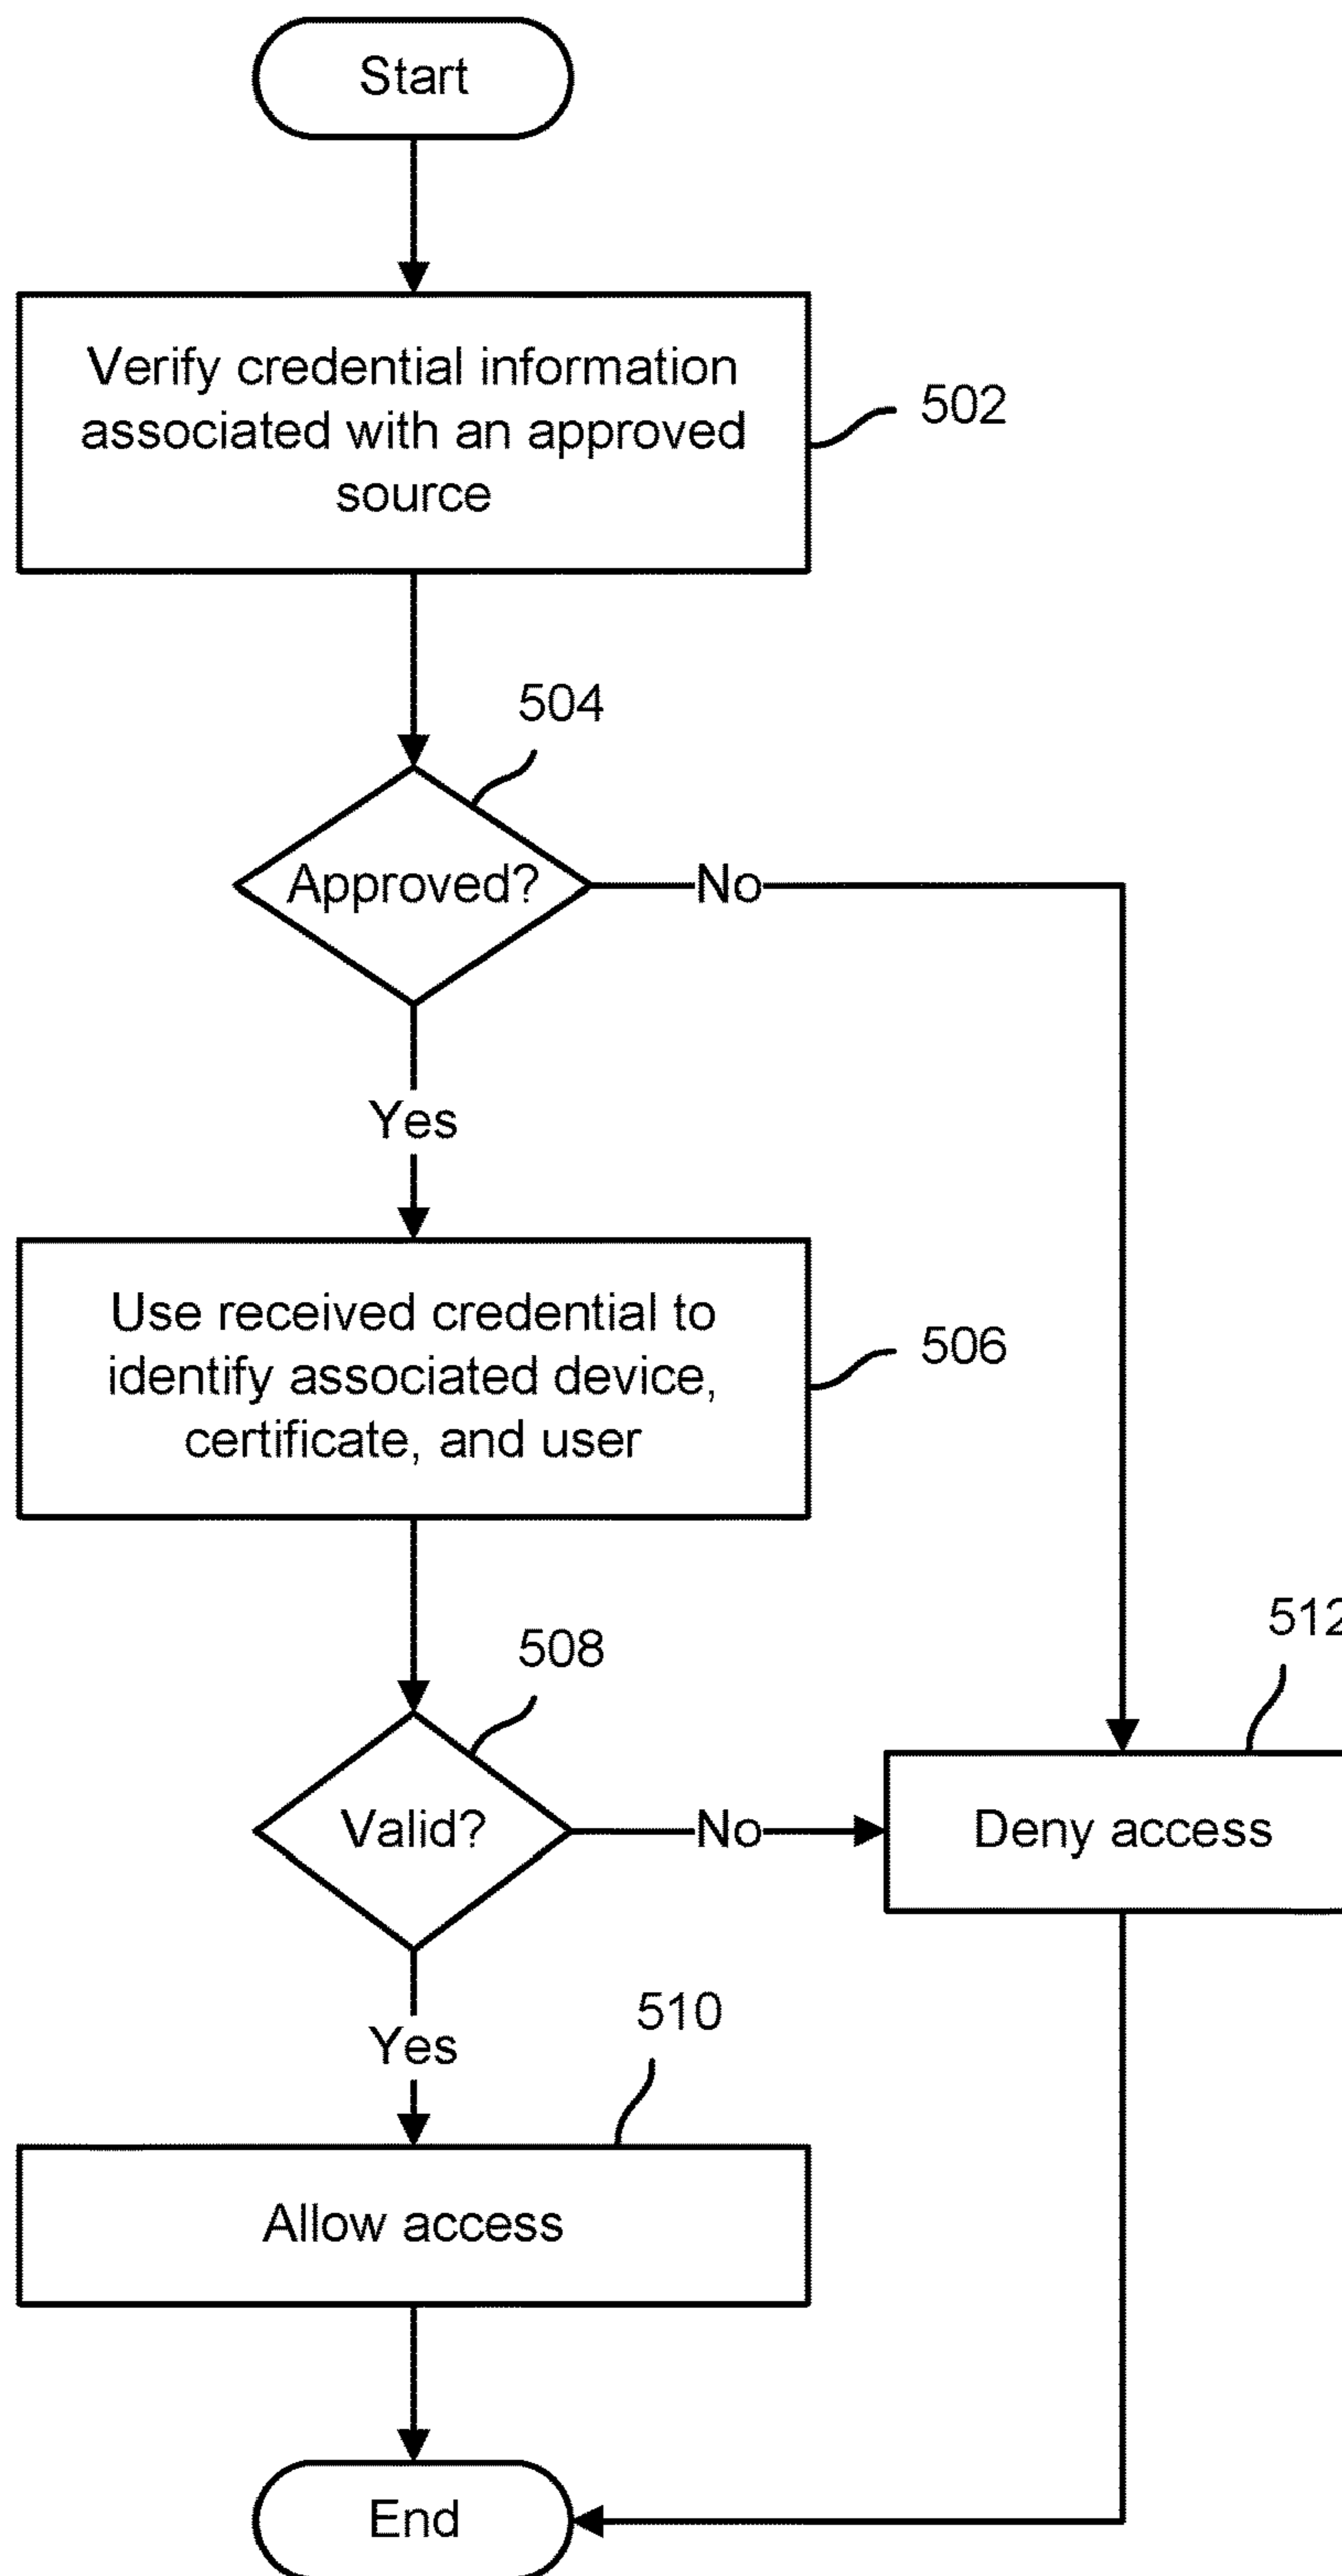 Start
Verify credential information
associated with an approved
source
502
504
Approved?
No
Yes
Use received credential to
identify associated device,
certificate, and user
506
508
512
Valid?
No
Deny access
Yes
510
Allow access
End